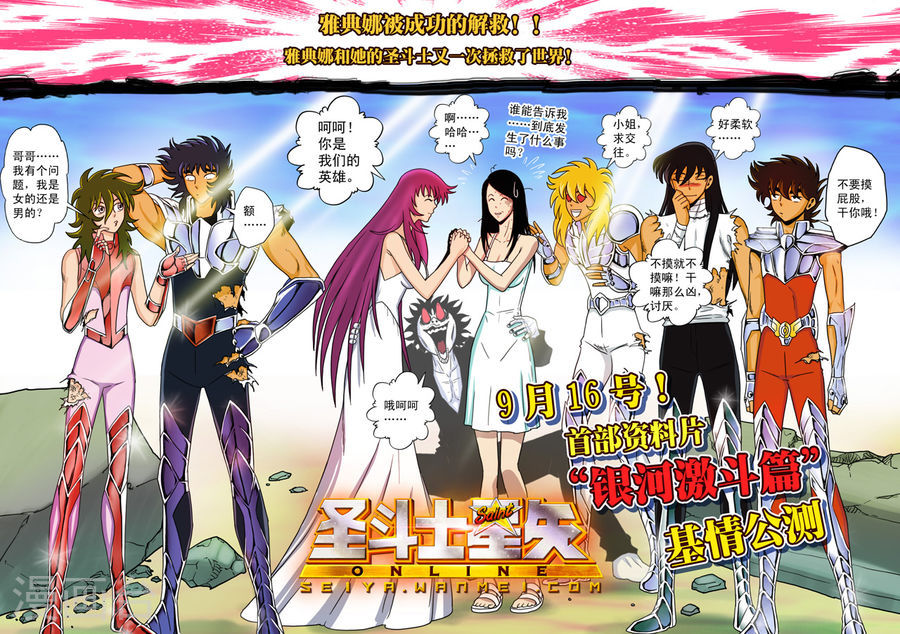 雅典娜被成功的解救！！
雅典娜和她的圣斗士又一次拯救了世界！
哥哥……
我有个问
题，我是
女的还是
男的？
额
……
呵呵！
你是
我们的
英雄。
啊……
哈哈…
…
谁能告诉我
……到底发
生了什么事
吗？
小姐，
求交
往。
好柔软
……
不要摸
屁股，
干你哦！
不摸就不
摸嘛！干
嘛那么凶，
讨厌。
哦呵呵
……
9月16号！
首部资料片
“银河激斗篇”
基情公测
圣斗士星矢
Saint
ONLINE
SEIYA.WANMEI.COM